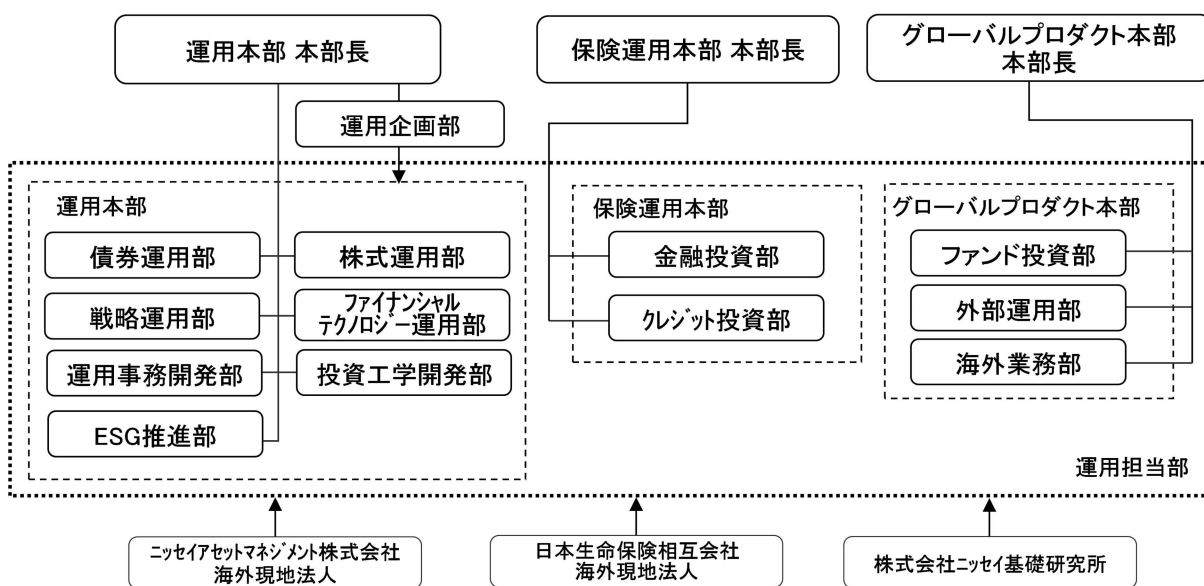 運用本部 本部長
保険運用本部 本部長
グローバルプロダクト本部
本部長
運用企画部
運用本部
債券運用部
株式運用部
戦略運用部
ファイナンシャル
テクノロジー運用部
運用事務開発部
投資工学開発部
ESG推進部
保険運用本部
金融投資部
クレジット投資部
グローバルプロダクト本部
ファンド投資部
外部運用部
海外業務部
運用担当部
ニッセイアセットマネジメント株式会社
海外現地法人
日本生命保険相互会社
海外現地法人
株式会社ニッセイ基礎研究所